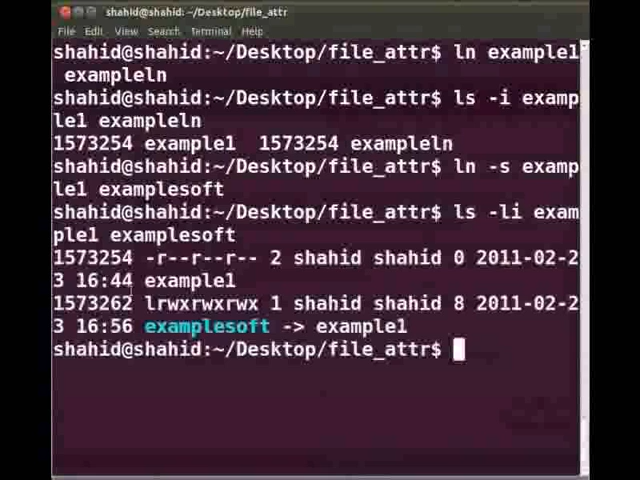 shahid@shahid: ~/Desktop/file_attr
File Edit View Search Terminal Help
shahid@shahid:~/Desktop/file_attr$ ln example1
 exampleln
shahid@shahid:~/Desktop/file_attr$ ls -i examp
le1 exampleln
1573254 example1  1573254 exampleln
shahid@shahid:~/Desktop/file_attr$ ln -s examp
le1 examplesoft
shahid@shahid:~/Desktop/file_attr$ ls -li exam
ple1 examplesoft
1573254 -r--r--r-- 2 shahid shahid 0 2011-02-2
3 16:44 example1
1573262 lrwxrwxrwx 1 shahid shahid 8 2011-02-2
3 16:56 examplesoft -> example1
shahid@shahid:~/Desktop/file_attr$